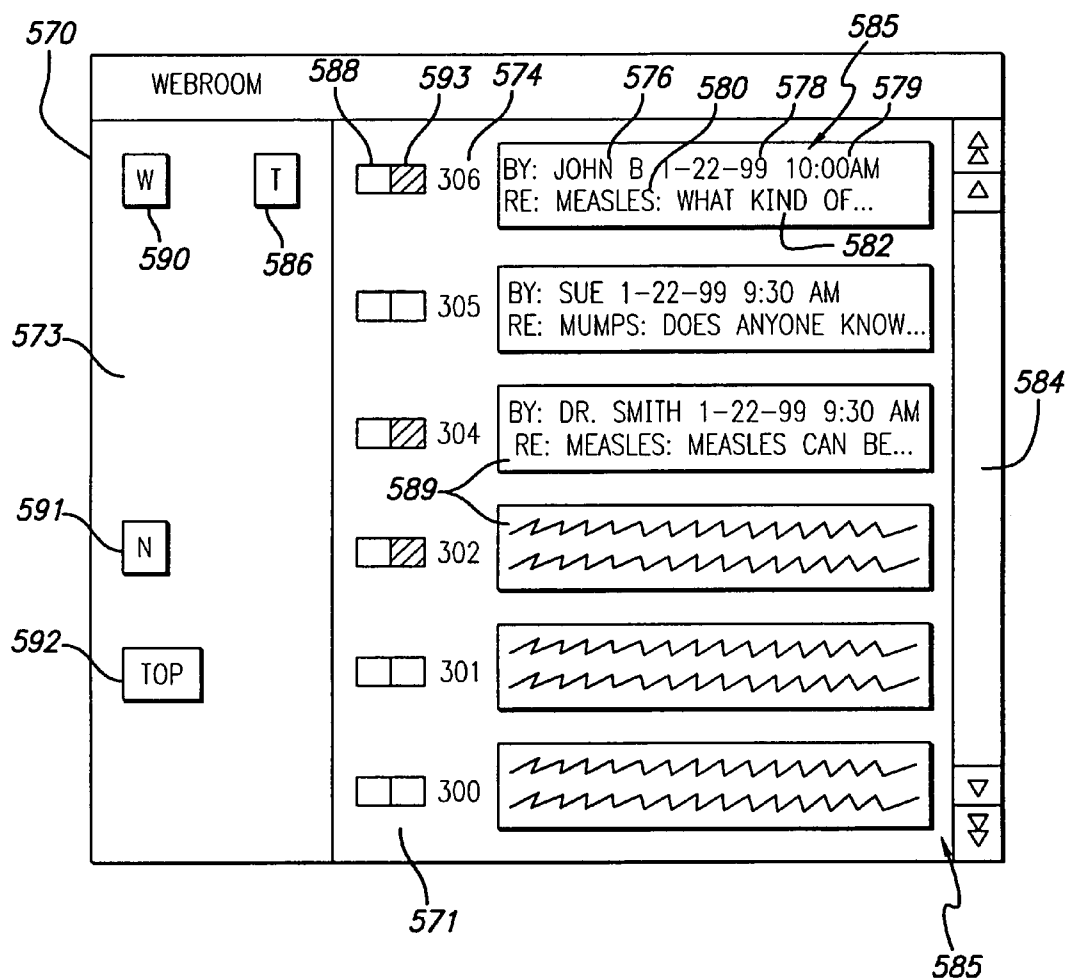 585
570
588 593 574 576 580 578 579
WEBROOM
W T
306
BY: JOHN B 1-22-99 10:00AM
RE: MEASLES: WHAT KIND OF...
590 586
582
305
BY: SUE 1-22-99 9:30 AM
RE: MUMPS: DOES ANYONE KNOW...
573
584
304
BY: DR. SMITH 1-22-99 9:30 AM
RE: MEASLES: MEASLES CAN BE...
589
591
N
302
592
TOP
301
300
571
585